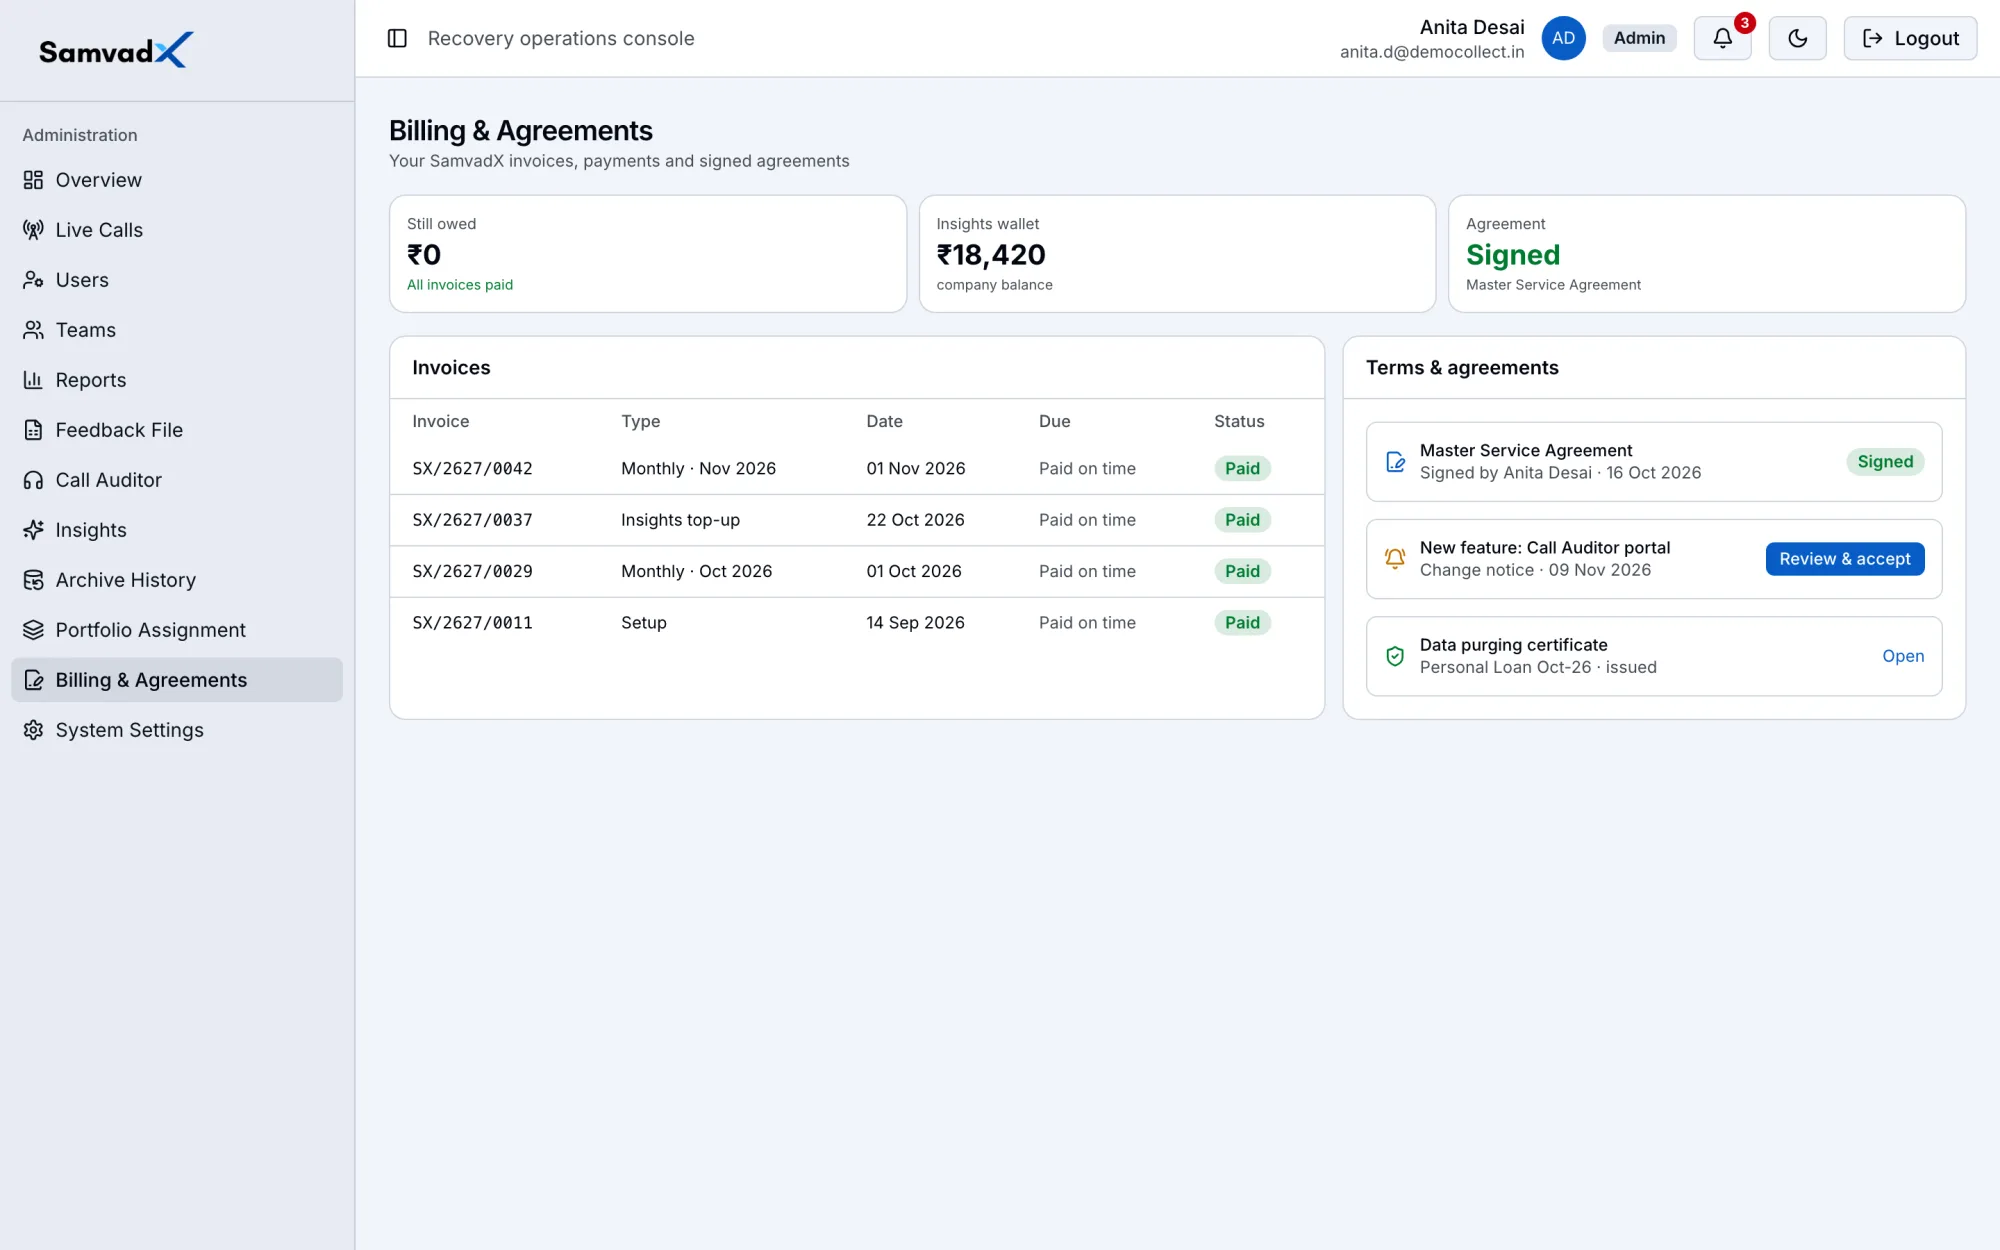 SamvadX
Recovery operations console
Anita Desai
anita.d@democollect.in
AD
Admin
3
Logout
Administration
Overview
Live Calls
Users
Teams
Reports
Feedback File
Call Auditor
Insights
Archive History
Portfolio Assignment
Billing & Agreements
System Settings
Billing & Agreements
Your SamvadX invoices, payments and signed agreements
Still owed
₹0
All invoices paid
Insights wallet
₹18,420
company balance
Agreement
Signed
Master Service Agreement
Invoices
Invoice Type Date Due Status
SX/2627/0042 Monthly · Nov 2026 01 Nov 2026 Paid on time Paid
SX/2627/0037 Insights top-up 22 Oct 2026 Paid on time Paid
SX/2627/0029 Monthly · Oct 2026 01 Oct 2026 Paid on time Paid
SX/2627/0011 Setup 14 Sep 2026 Paid on time Paid
Terms & agreements
Master Service Agreement
Signed by Anita Desai · 16 Oct 2026
Signed
New feature: Call Auditor portal
Change notice · 09 Nov 2026
Review & accept
Data purging certificate
Personal Loan Oct-26 · issued
Open